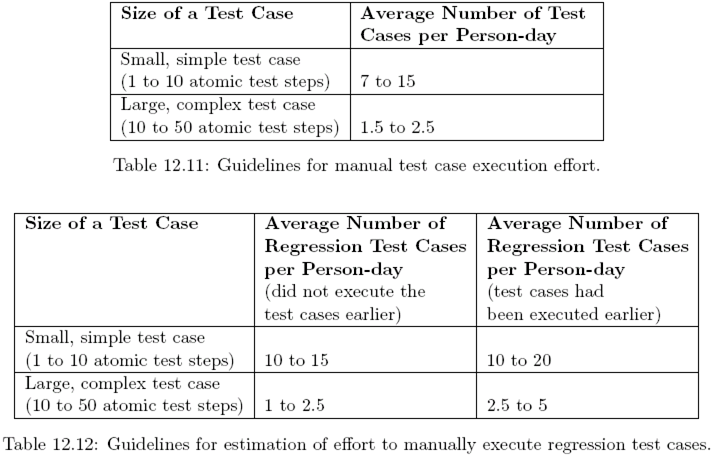 Size of a Test Case Average Number of Test
Cases per Person-day
Small, simple test case
(1 to 10 atomic test steps) 7 to 15
Large, complex test case
(10 to 50 atomic test steps) 1.5 to 2.5
Table 12.11: Guidelines for manual test case execution effort.
Size of a Test Case Average Number of Average Number of
Regression Test Cases Regression Test Cases
per Person-day per Person-day
(did not execute the (test cases had
test cases earlier) been executed earlier)
Small, simple test case
(1 to 10 atomic test steps) 10 to 15 10 to 20
Large, complex test case
(10 to 50 atomic test steps) 1 to 2.5 2.5 to 5
Table 12.12: Guidelines for estimation of effort to manually execute regression test cases.